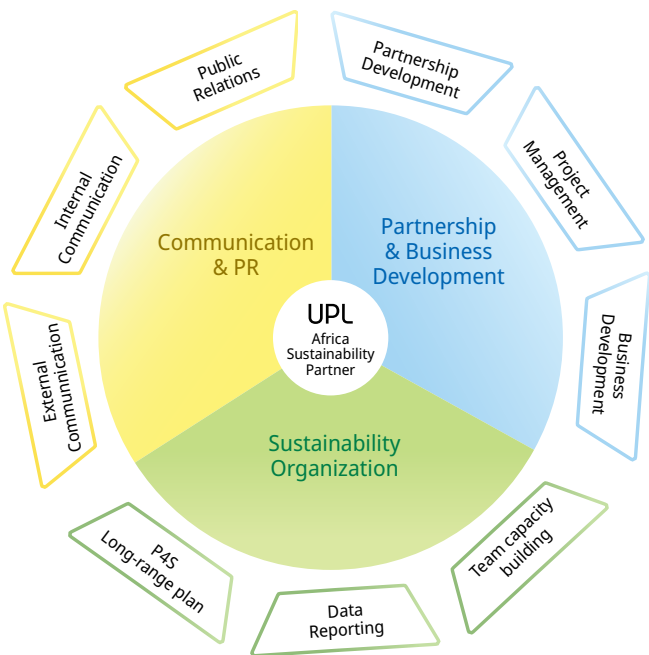 Public
Relations
Partnership
Development
Internal
Communication
Project
Management
Communication
& PR
Partnership
& Business
Development
UPL
Africa
Sustainability
Partner
External
Communnication
Business
Development
Sustainability
Organization
P4S
Long-range plan
Data
Reporting
Team capacity
building